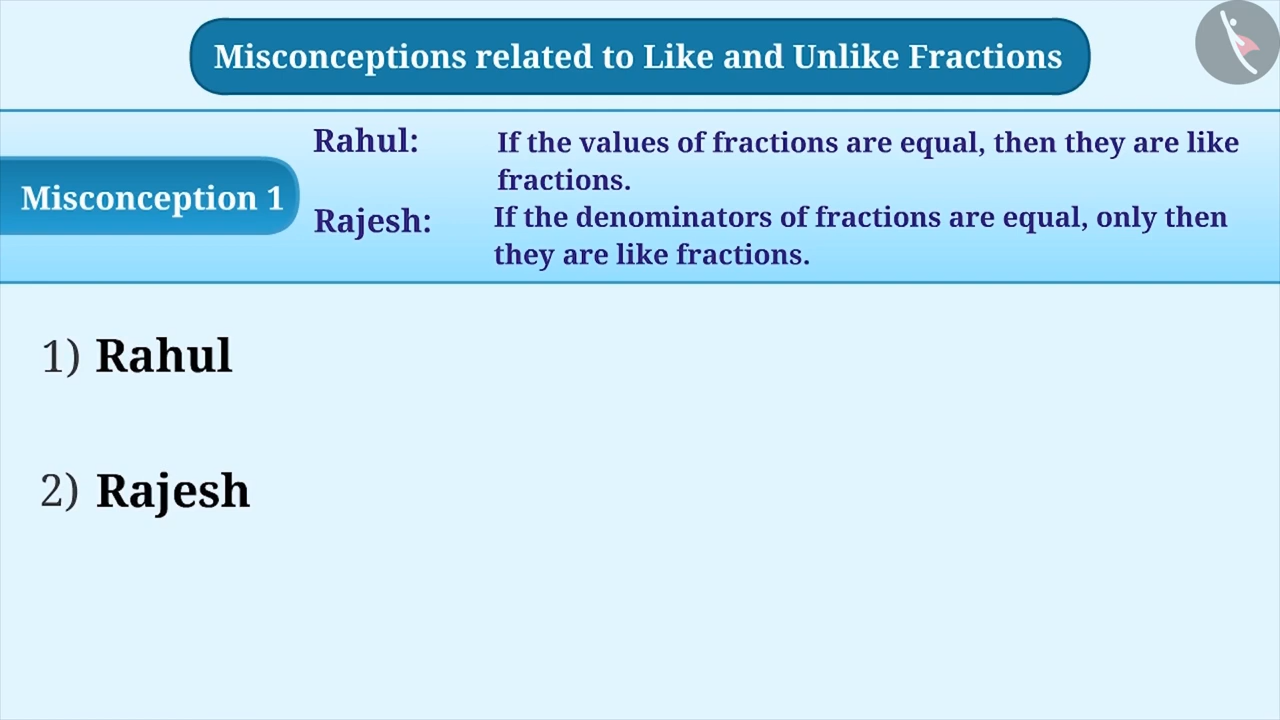 Misconceptions related to Like and Unlike Fractions
Misconception 1
Rahul: If the values of fractions are equal, then they are like
fractions.
Rajesh: If the denominators of fractions are equal, only then
they are like fractions.
1) Rahul
2) Rajesh